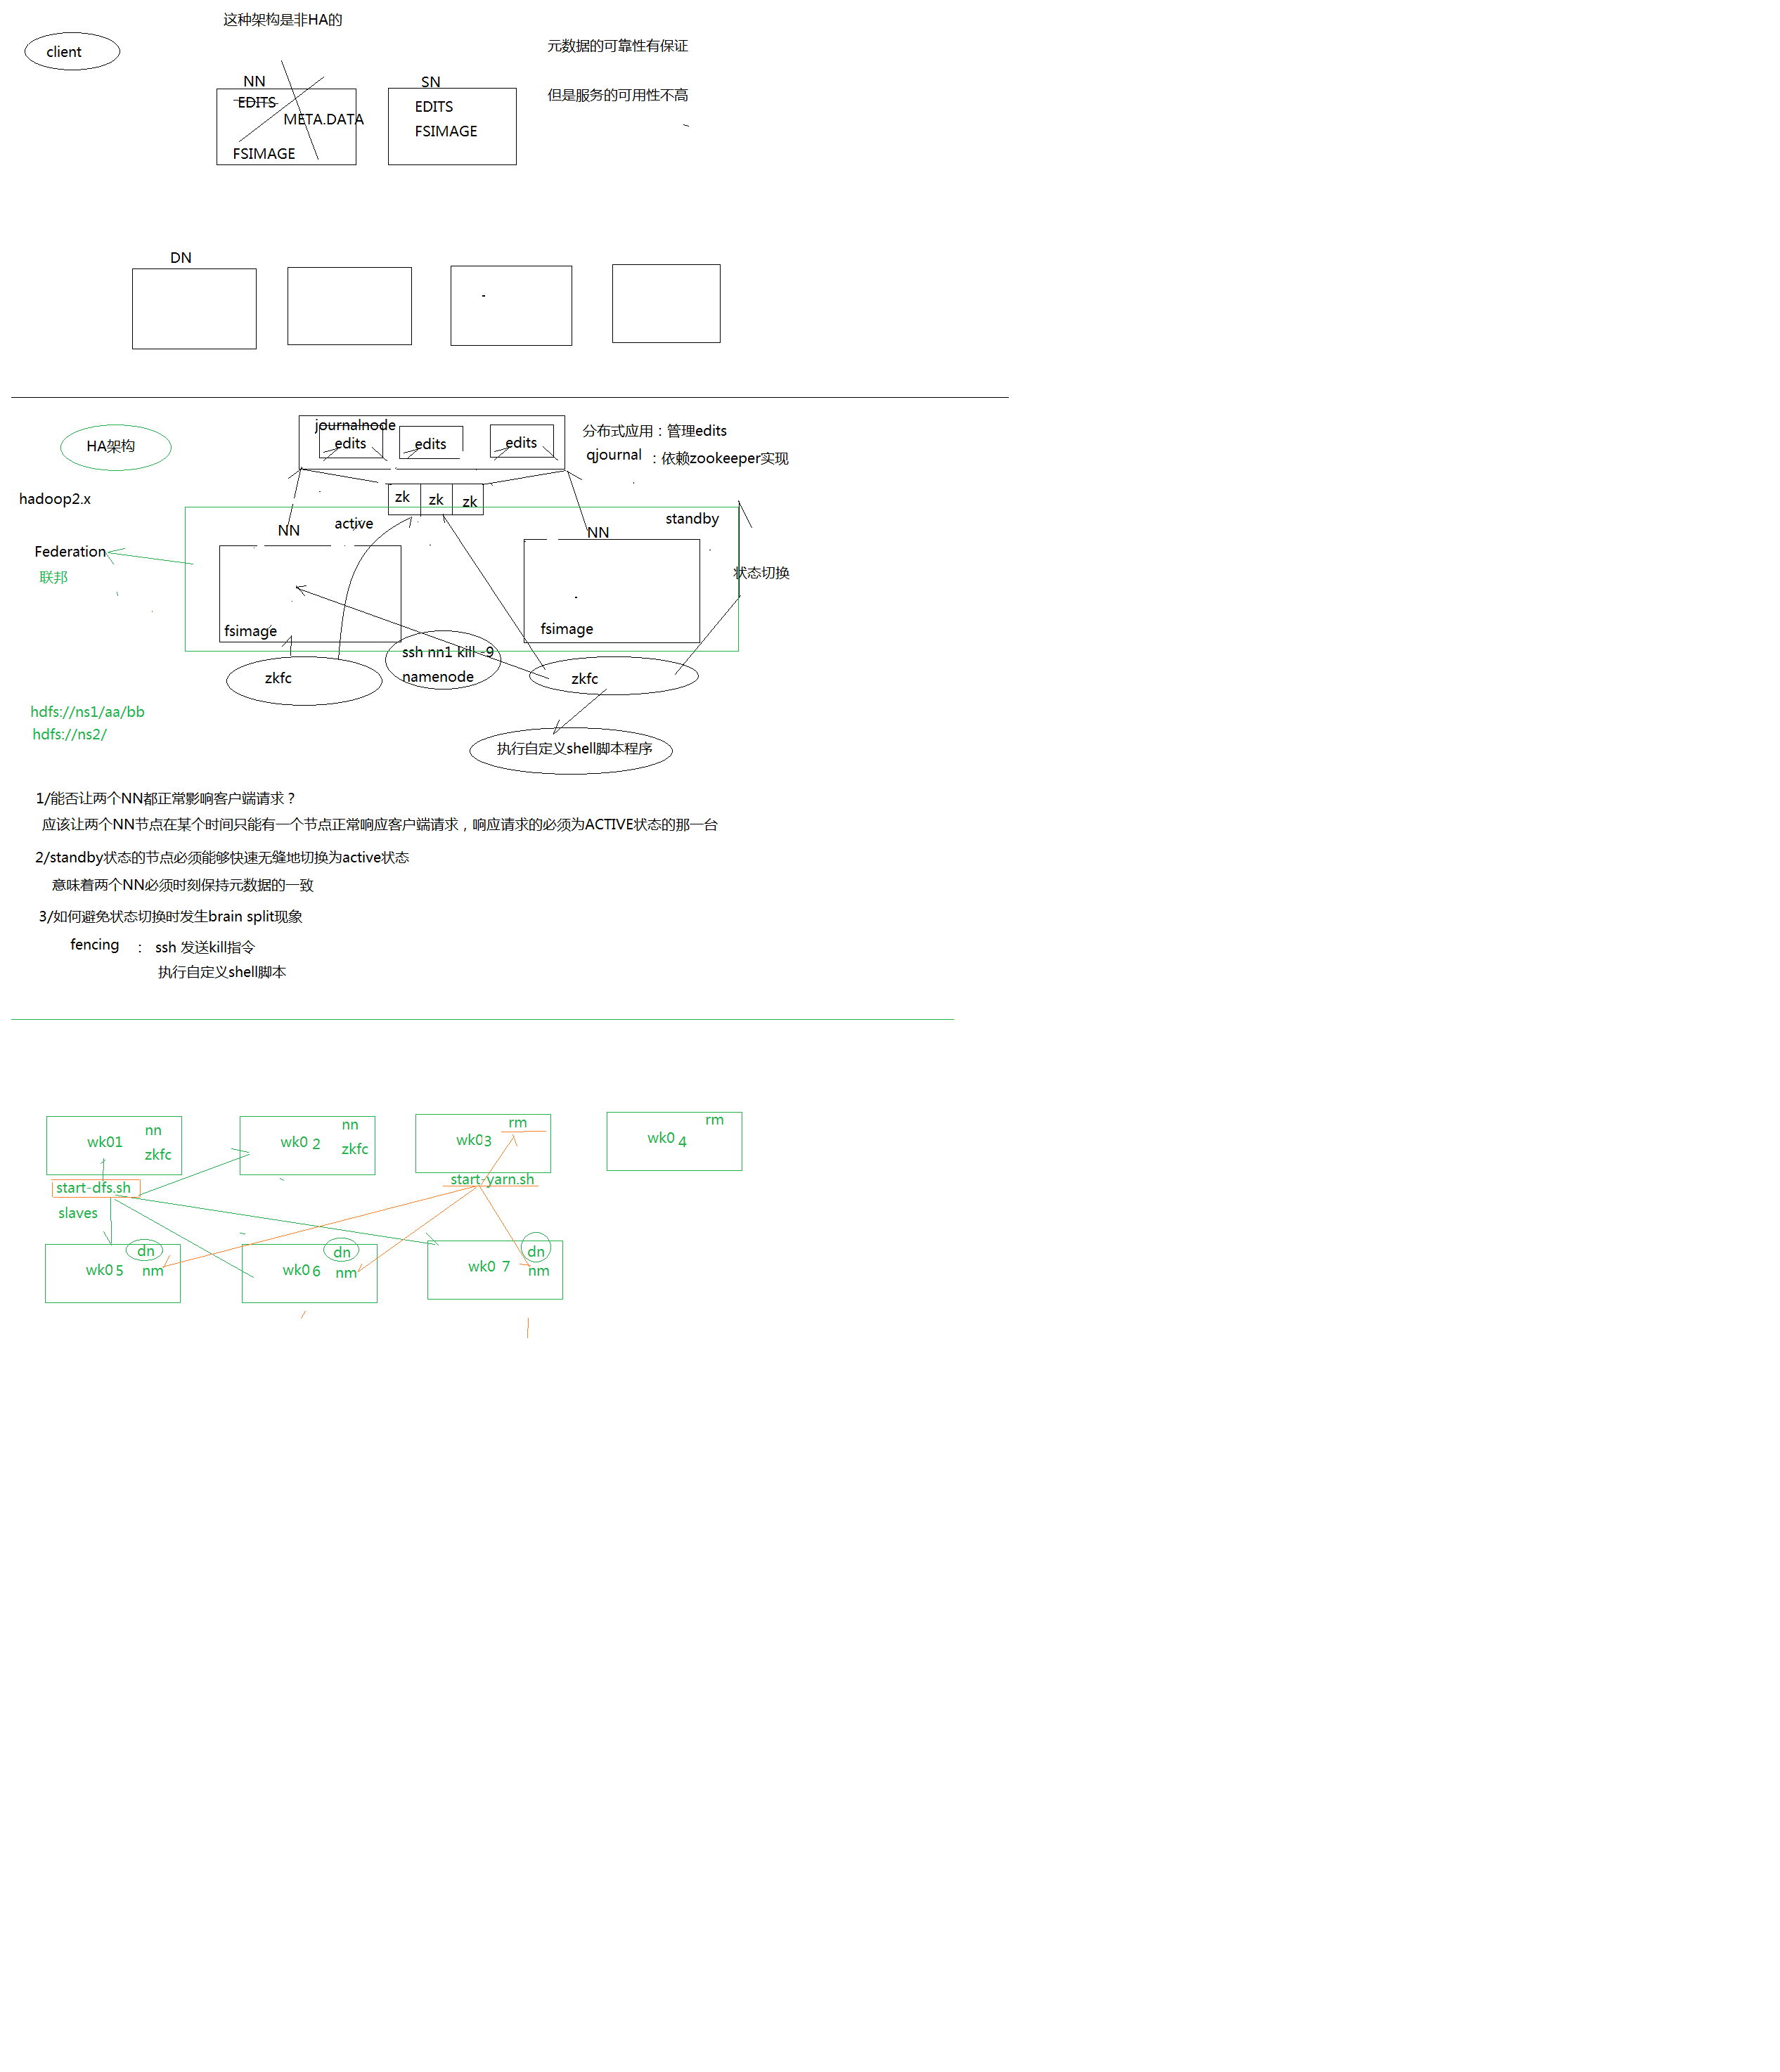 这种架构是非HA的
client
元数据的可靠性有保证
NN
SN
EDITS
META.DATA
FSIMAGE
EDITS
FSIMAGE
但是服务的可用性不高
DN
HA架构
journalnode
edits
edits
edits
分布式应用：管理edits
qjournal ：依赖zookeeper实现
hadoop2.x
zk
zk
zk
NN
active
standby
NN
Federation
联邦
状态切换
fsimage
fsimage
ssh nn1 kill -9
namenode
zkfc
zkfc
hdfs://ns1/aa/bb
hdfs://ns2/
执行自定义shell脚本程序
1/能否让两个NN都正常影响客户端请求？
应该让两个NN节点在某个时间只能有一个节点正常响应客户端请求，响应请求的必须为ACTIVE状态的那一台
2/standby状态的节点必须能够快速无缝地切换为active状态
意味着两个NN必须时刻保持元数据的一致
3/如何避免状态切换时发生brain split现象
fencing ： ssh 发送kill指令
执行自定义shell脚本
wk01
nn
zkfc
wk0 2
nn
zkfc
wk03
rm
wk0 4
rm
start-dfs.sh
slaves
start-yarn.sh
wk05
dn
nm
wk06
dn
nm
wk0 7
dn
nm